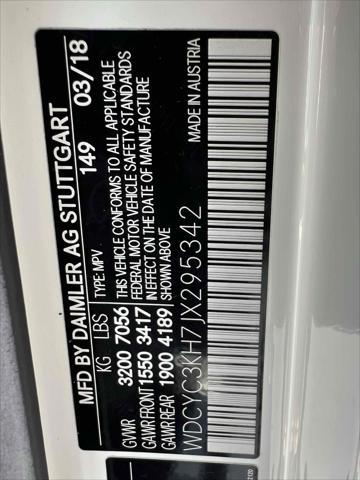 MFD BY DAIMLER AG STUTTGART
149 03/18
KG LBS TYPE: MPV
GVWR 3200 7056 THIS VEHICLE CONFORMS TO ALL APPLICABLE
GAWR FRONT 1550 3417 FEDERAL MOTOR VEHICLE SAFETY STANDARDS
GAWR REAR 1900 4189 IN EFFECT ON THE DATE OF MANUFACTURE
SHOWN ABOVE
WDCYC3KH7JX295342 MADE IN AUSTRIA